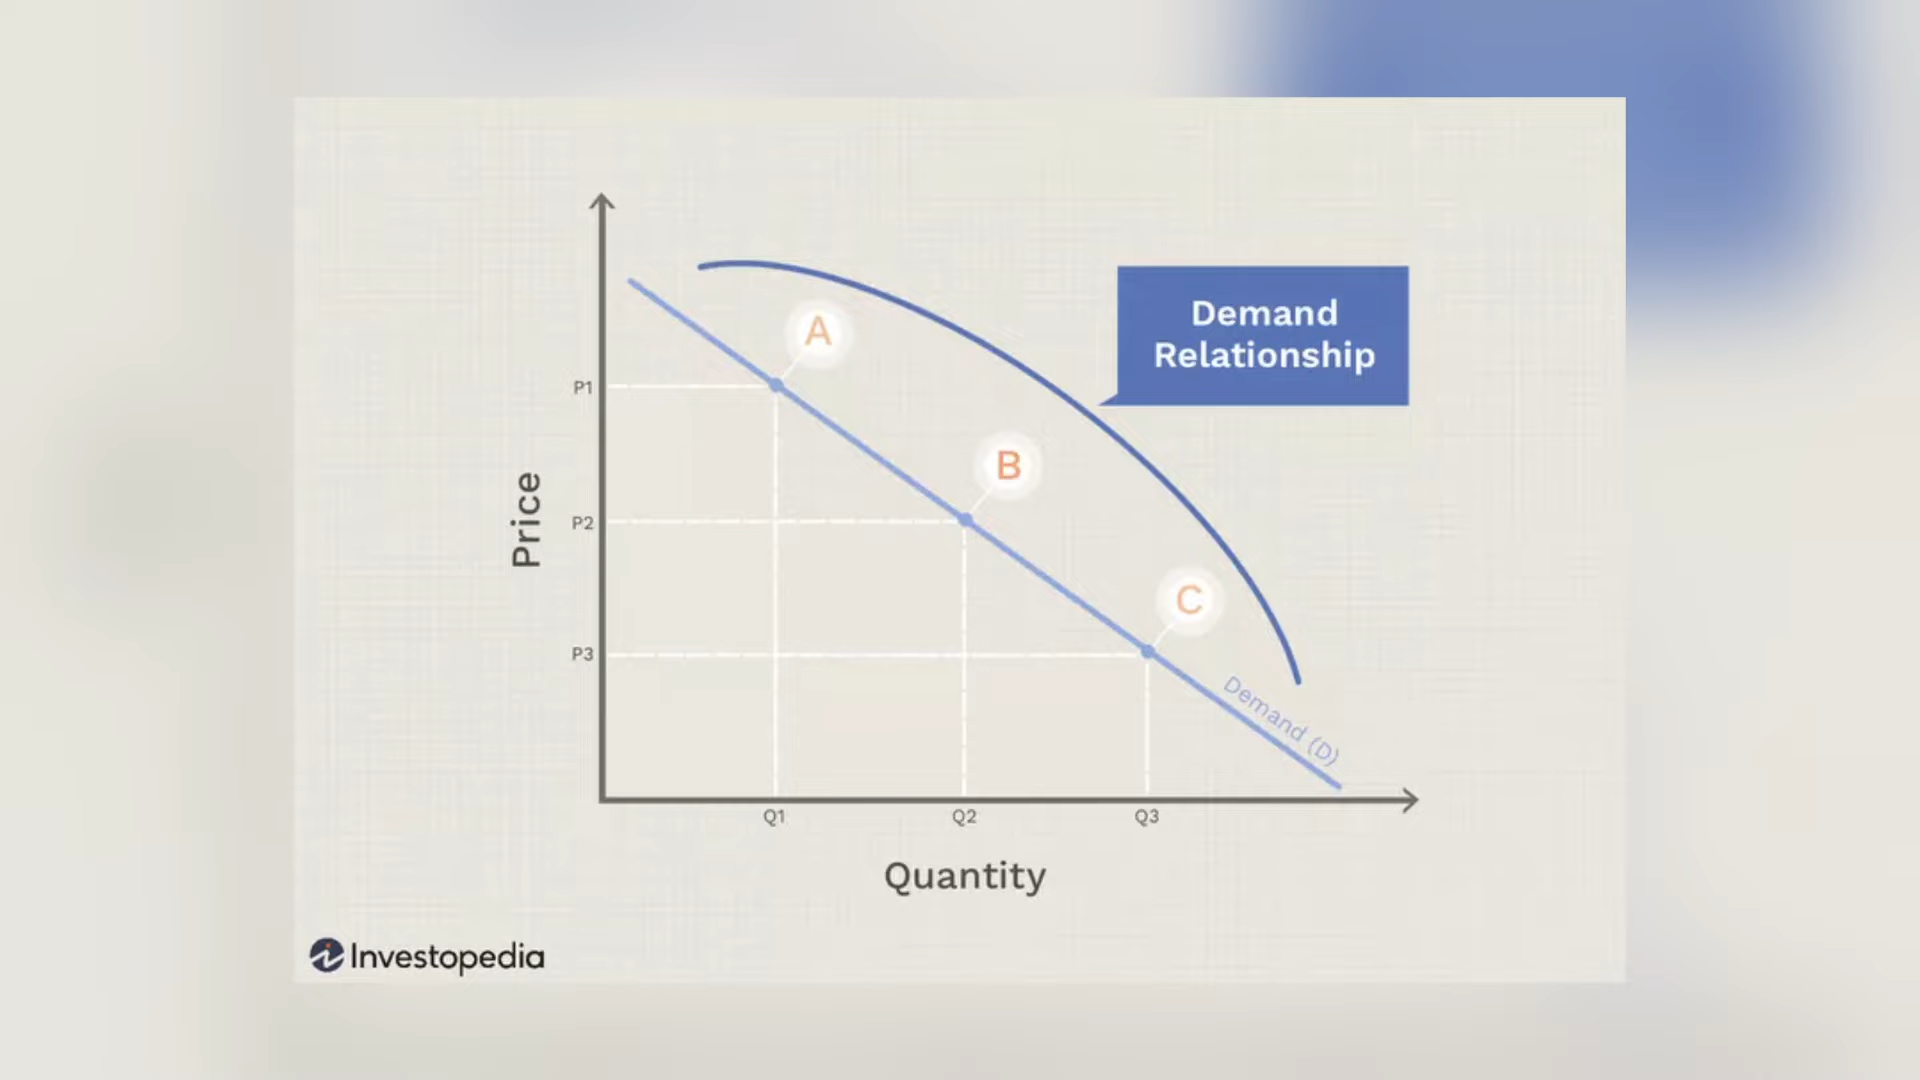 Demand
Relationship
A
P1
B
Price
P2
C
P3
Demand (D)
Q1
Q2
Q3
Quantity
Investopedia